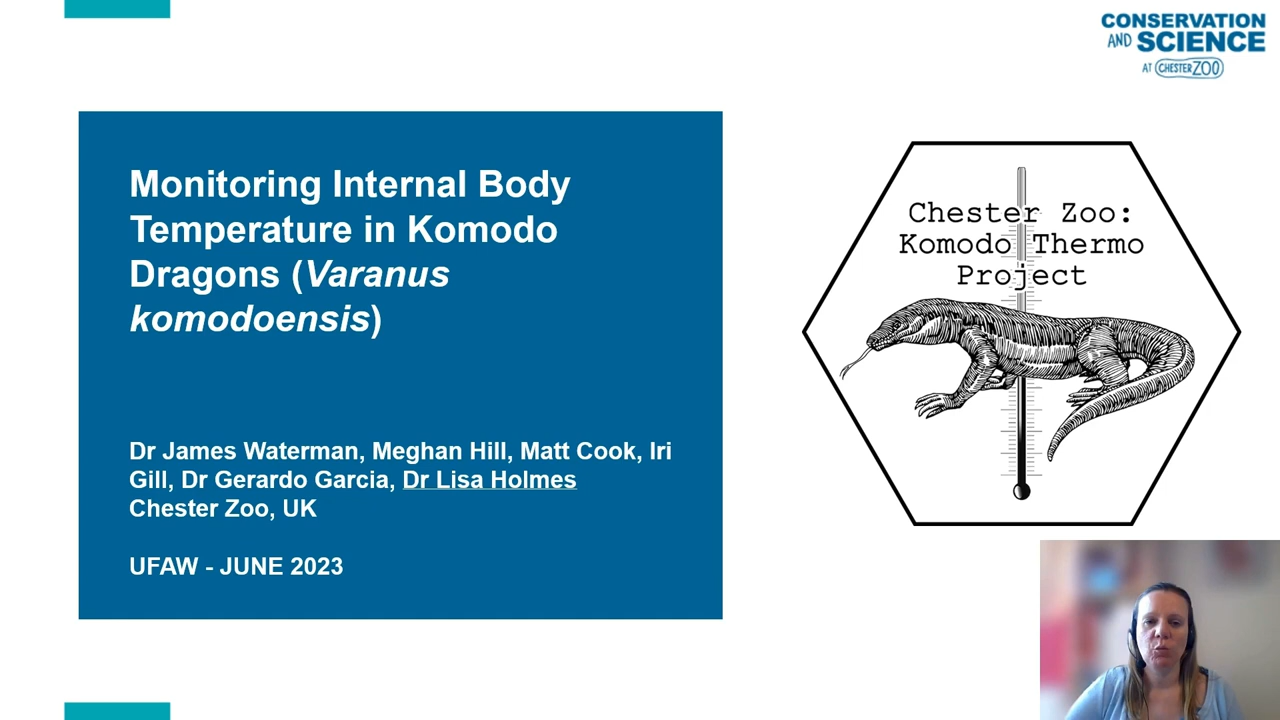 CONSERVATION
AND SCIENCE
AT CHESTER ZOO
Monitoring Internal Body
Temperature in Komodo
Dragons (Varanus
komodoensis)
Dr James Waterman, Meghan Hill, Matt Cook, Iri
Gill, Dr Gerardo Garcia, Dr Lisa Holmes
Chester Zoo, UK
UFAW - JUNE 2023
Chester Zoo:
Komodo Thermo
Project